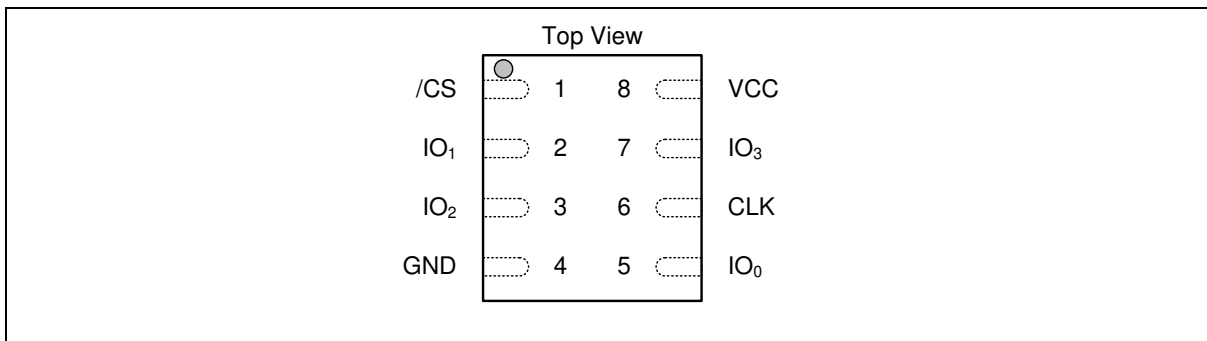 Top View
/CS 1 8 VCC
IO₁ 2 7 IO₃
IO₂ 3 6 CLK
GND 4 5 IO₀